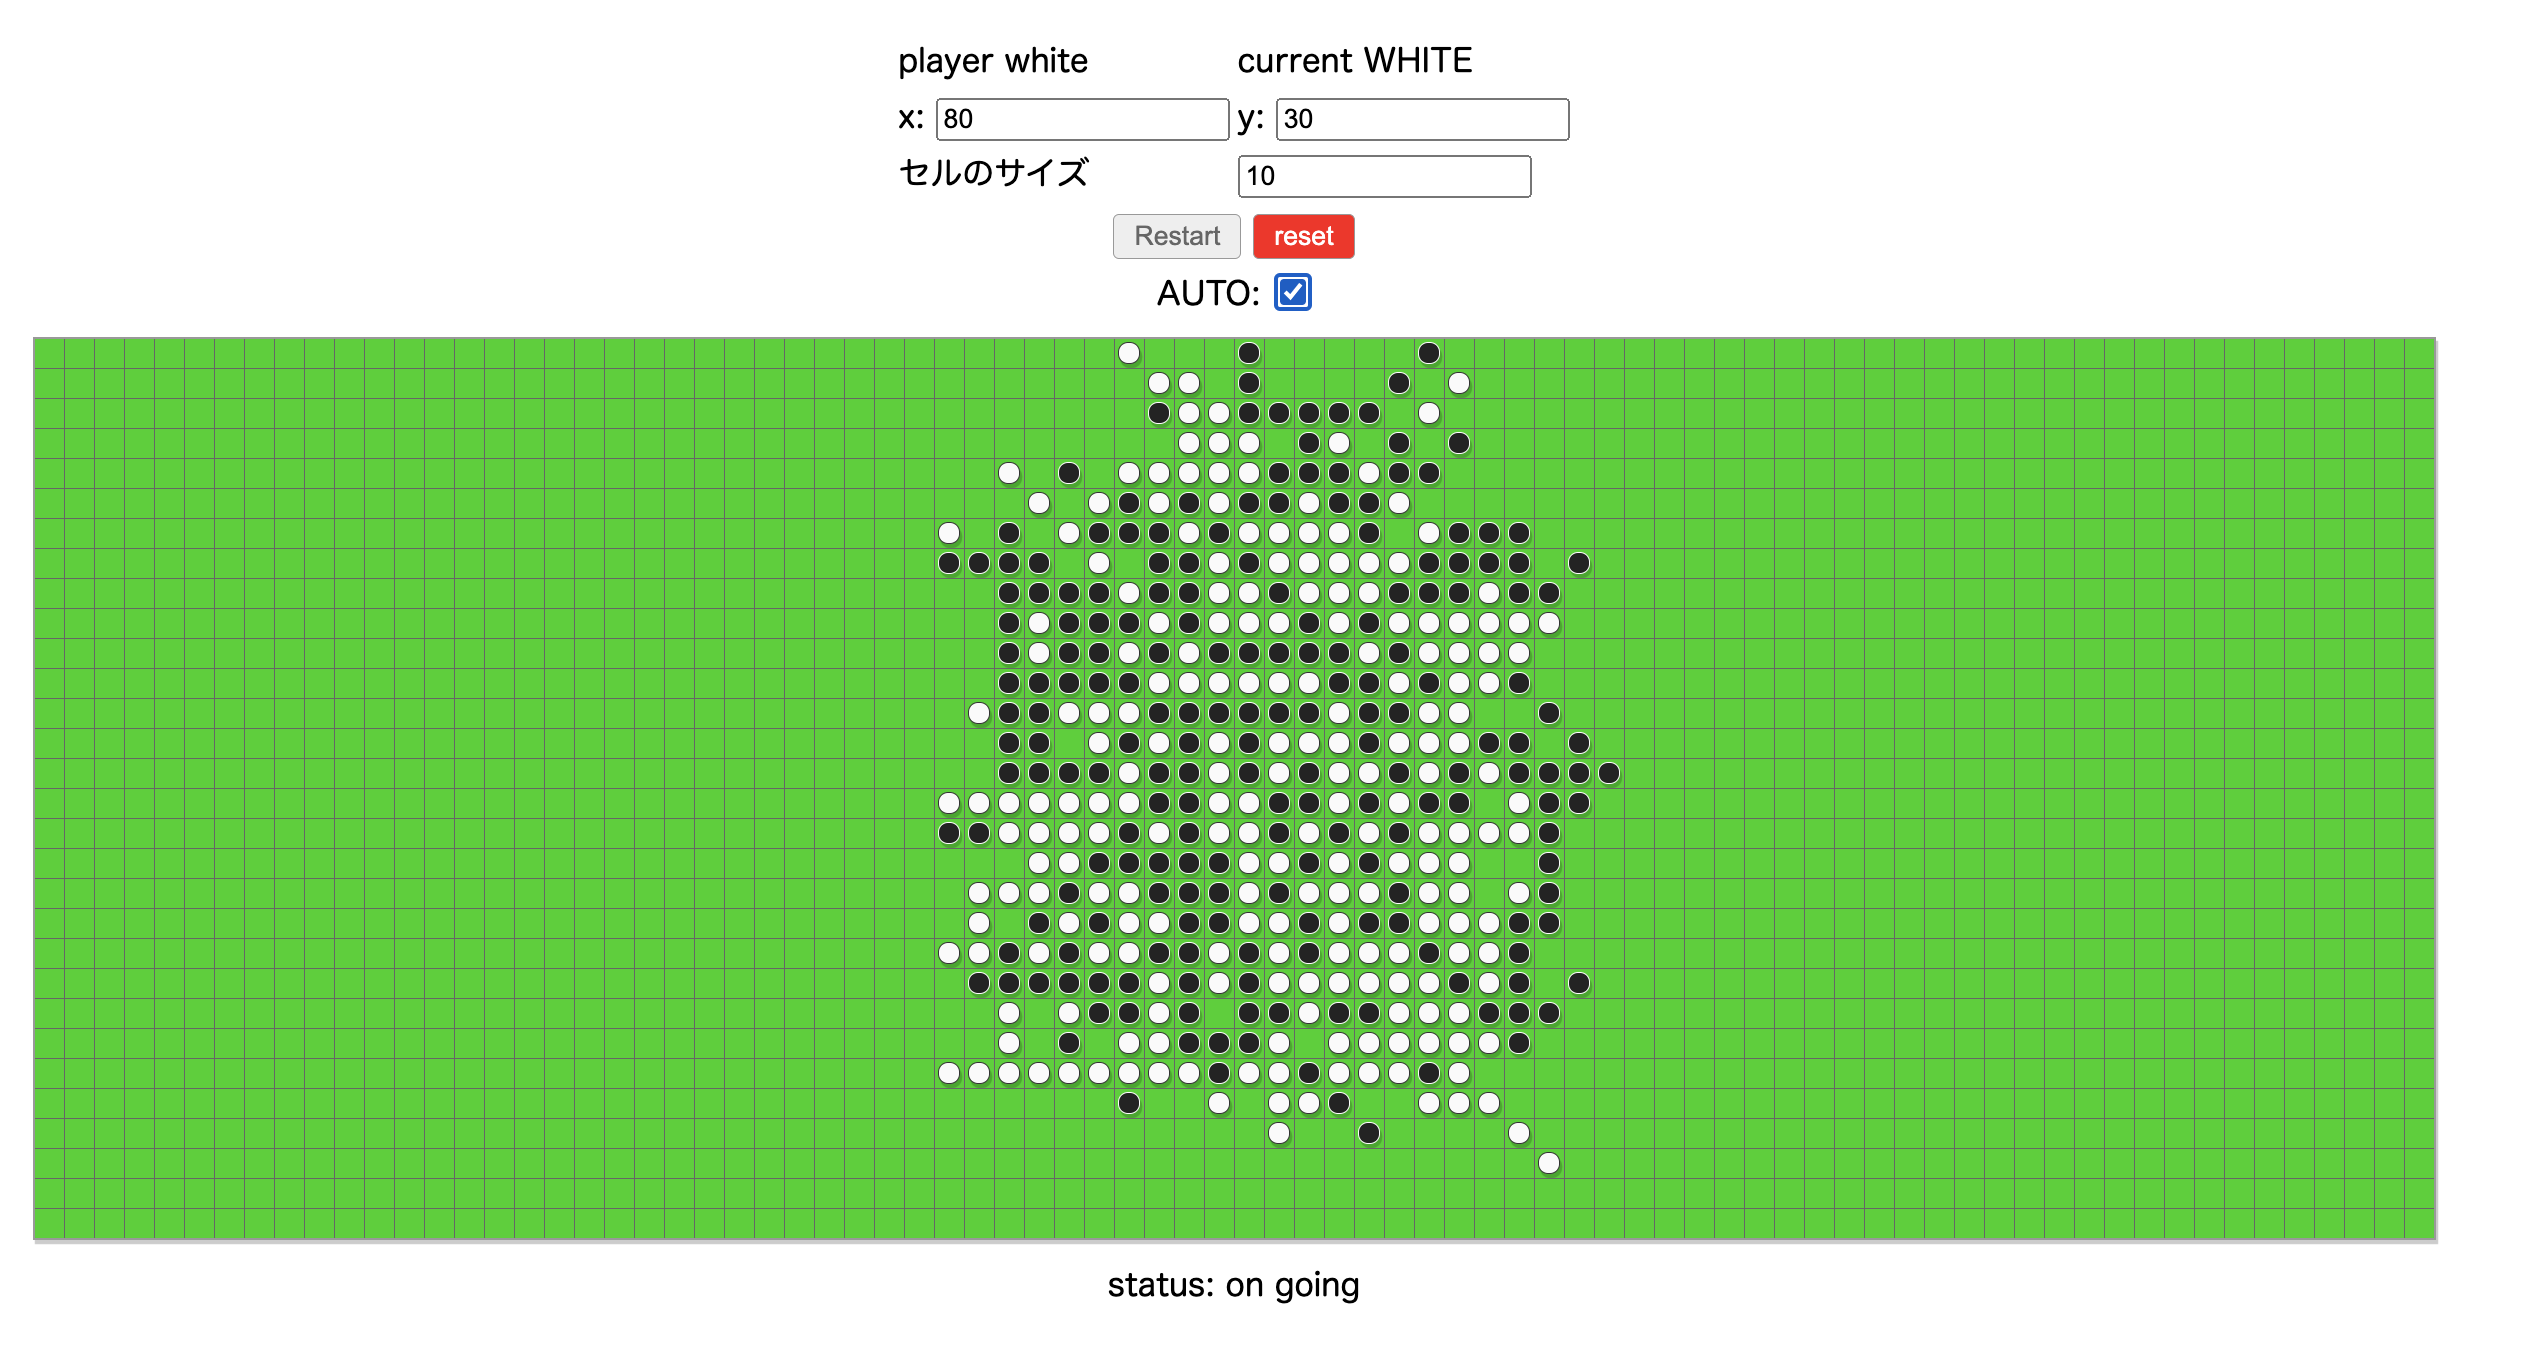 player white current WHITE
x: 80 y: 30
セルのサイズ 10
Restart reset
AUTO:
status: on going